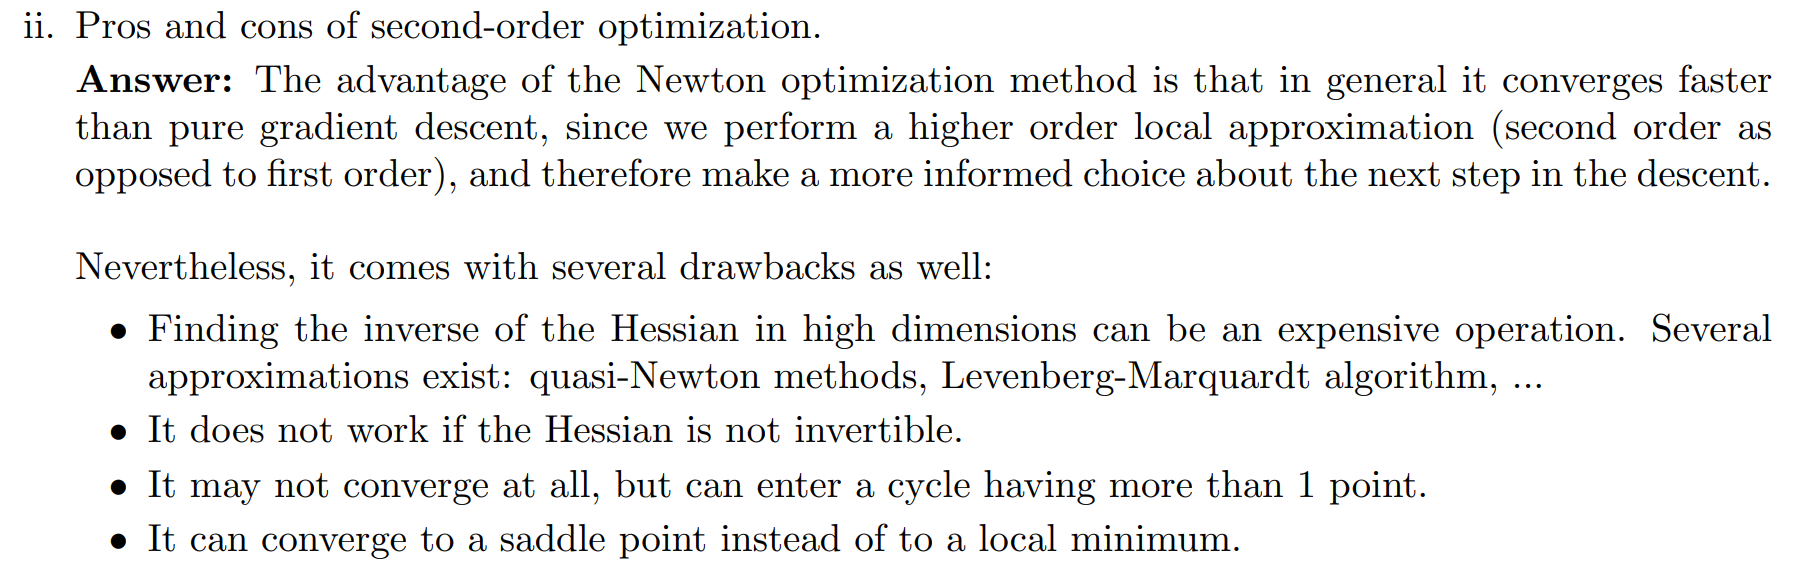 ii. Pros and cons of second-order optimization.
Answer: The advantage of the Newton optimization method is that in general it converges faster
than pure gradient descent, since we perform a higher order local approximation (second order as
opposed to first order), and therefore make a more informed choice about the next step in the descent.
Nevertheless, it comes with several drawbacks as well:
• Finding the inverse of the Hessian in high dimensions can be an expensive operation. Several
approximations exist: quasi-Newton methods, Levenberg-Marquardt algorithm, ...
• It does not work if the Hessian is not invertible.
• It may not converge at all, but can enter a cycle having more than 1 point.
• It can converge to a saddle point instead of to a local minimum.